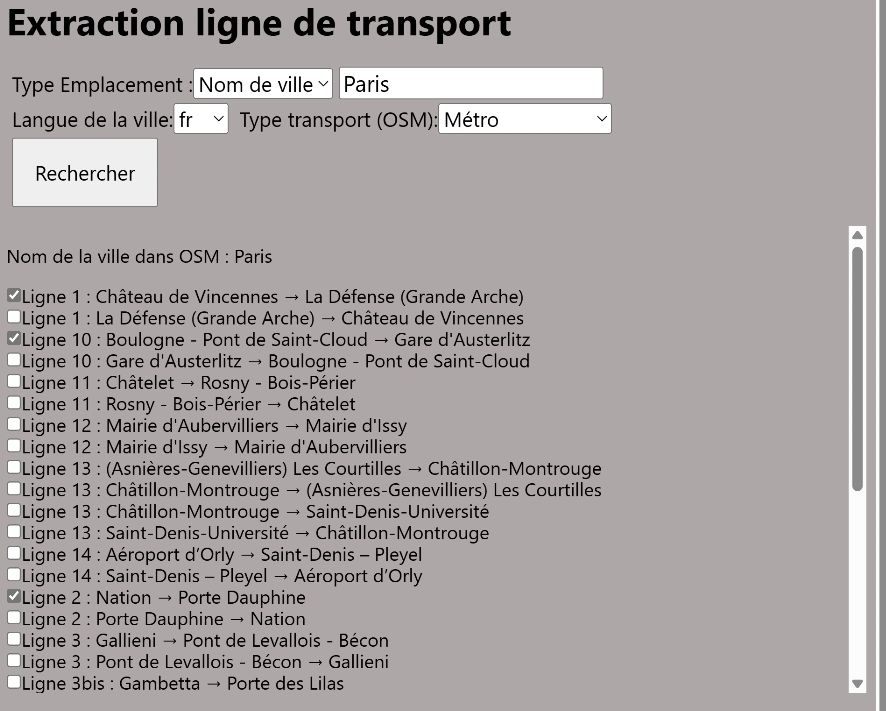 Extraction ligne de transport
Type Emplacement : Nom de ville Paris
Langue de la ville: fr Type transport (OSM): Métro
Rechercher
Nom de la ville dans OSM : Paris
Ligne 1 : Château de Vincennes → La Défense (Grande Arche)
Ligne 1 : La Défense (Grande Arche) → Château de Vincennes
Ligne 10 : Boulogne - Pont de Saint-Cloud → Gare d'Austerlitz
Ligne 10 : Gare d'Austerlitz → Boulogne - Pont de Saint-Cloud
Ligne 11 : Châtelet → Rosny - Bois-Périer
Ligne 11 : Rosny - Bois-Périer → Châtelet
Ligne 12 : Mairie d'Aubervilliers → Mairie d'Issy
Ligne 12 : Mairie d'Issy → Mairie d'Aubervilliers
Ligne 13 : (Asnières-Genevilliers) Les Courtilles → Châtillon-Montrouge
Ligne 13 : Châtillon-Montrouge → (Asnières-Genevilliers) Les Courtilles
Ligne 13 : Châtillon-Montrouge → Saint-Denis-Université
Ligne 13 : Saint-Denis-Université → Châtillon-Montrouge
Ligne 14 : Aéroport d’Orly → Saint-Denis – Pleyel
Ligne 14 : Saint-Denis – Pleyel → Aéroport d’Orly
Ligne 2 : Nation → Porte Dauphine
Ligne 2 : Porte Dauphine → Nation
Ligne 3 : Gallieni → Pont de Levallois - Bécon
Ligne 3 : Pont de Levallois - Bécon → Gallieni
Ligne 3bis : Gambetta → Porte des Lilas